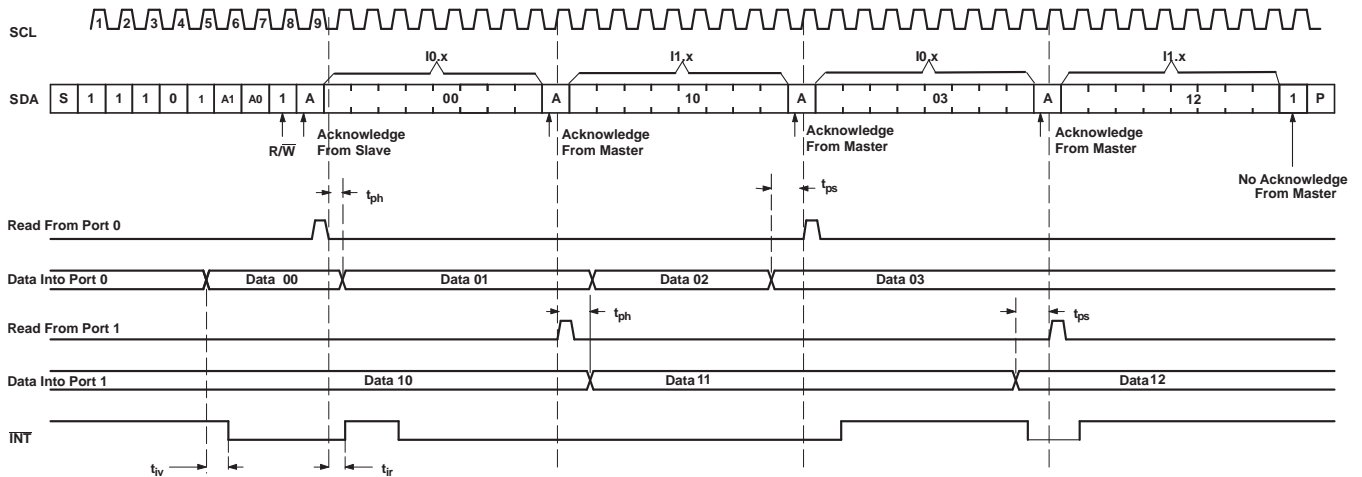 SCL
1 2 3 4 5 6 7 8 9
I0.x I1.x I0.x I1.x
SDA S 1 1 1 0 1 A1 A0 1 A 00 A 10 A 03 A 12 1 P
R/W
Acknowledge
From Slave
Acknowledge
From Master
Acknowledge
From Master
Acknowledge
From Master
No Acknowledge
From Master
tph tps
Read From Port 0
Data Into Port 0 Data 00 Data 01 Data 02 Data 03
tph tps
Read From Port 1
Data Into Port 1 Data 10 Data 11 Data 12
INT
tiv tir